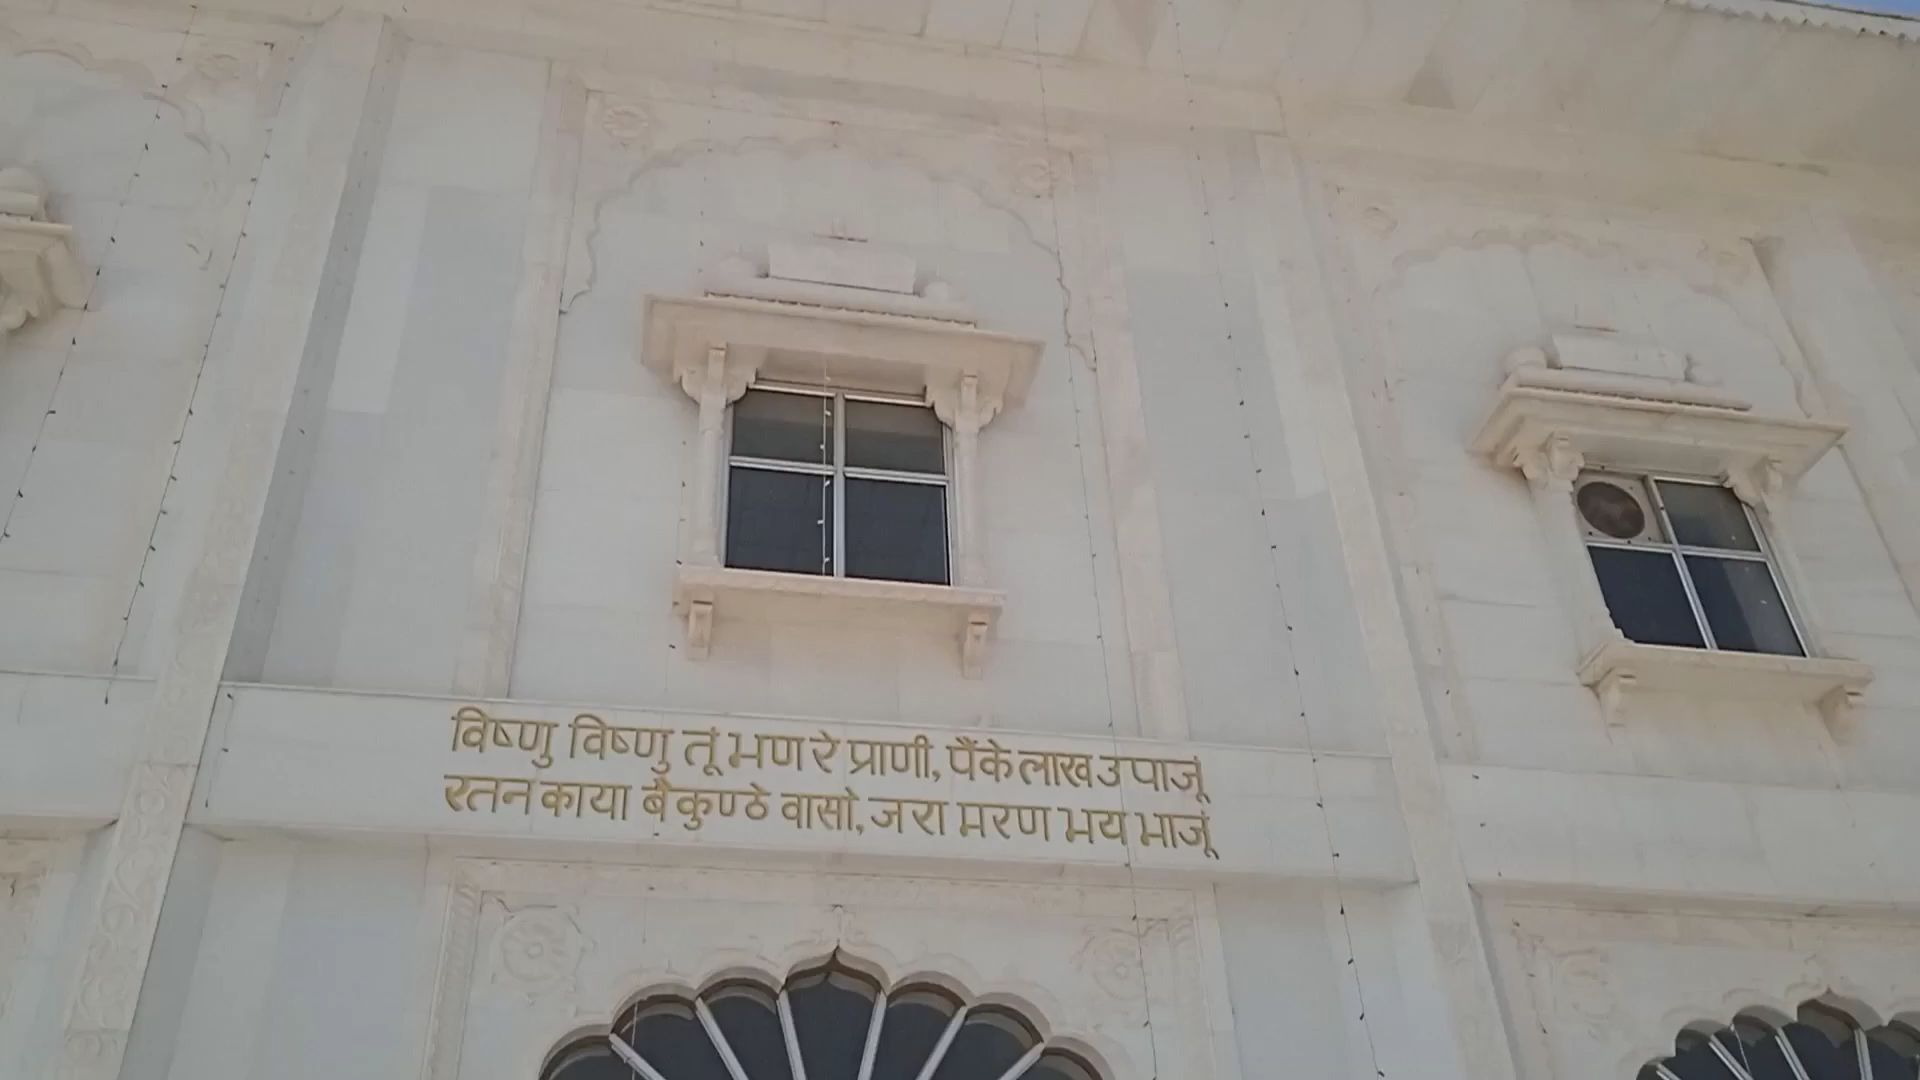 विष्णु विष्णु तूं भण रे प्राणी, पैंके लाख उपाजूं
रतन काया बैंकुण्ठे वासो, जरा मरण भय भाजूं